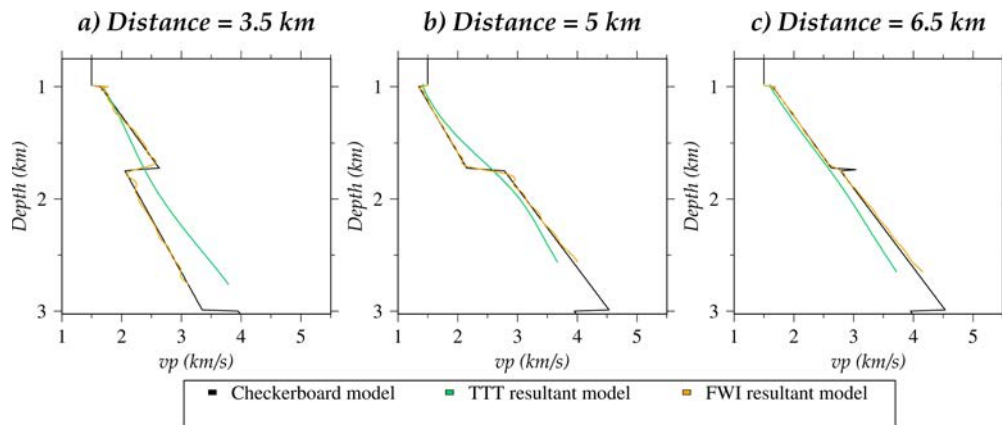 a) Distance = 3.5 km
b) Distance = 5 km
c) Distance = 6.5 km
Depth (km)
1
2
3
1 2 3 4 5
vp (km/s)
Depth (km)
1
2
3
1 2 3 4 5
vp (km/s)
Depth (km)
1
2
3
1 2 3 4 5
vp (km/s)
Checkerboard model
TTT resultant model
FWI resultant model